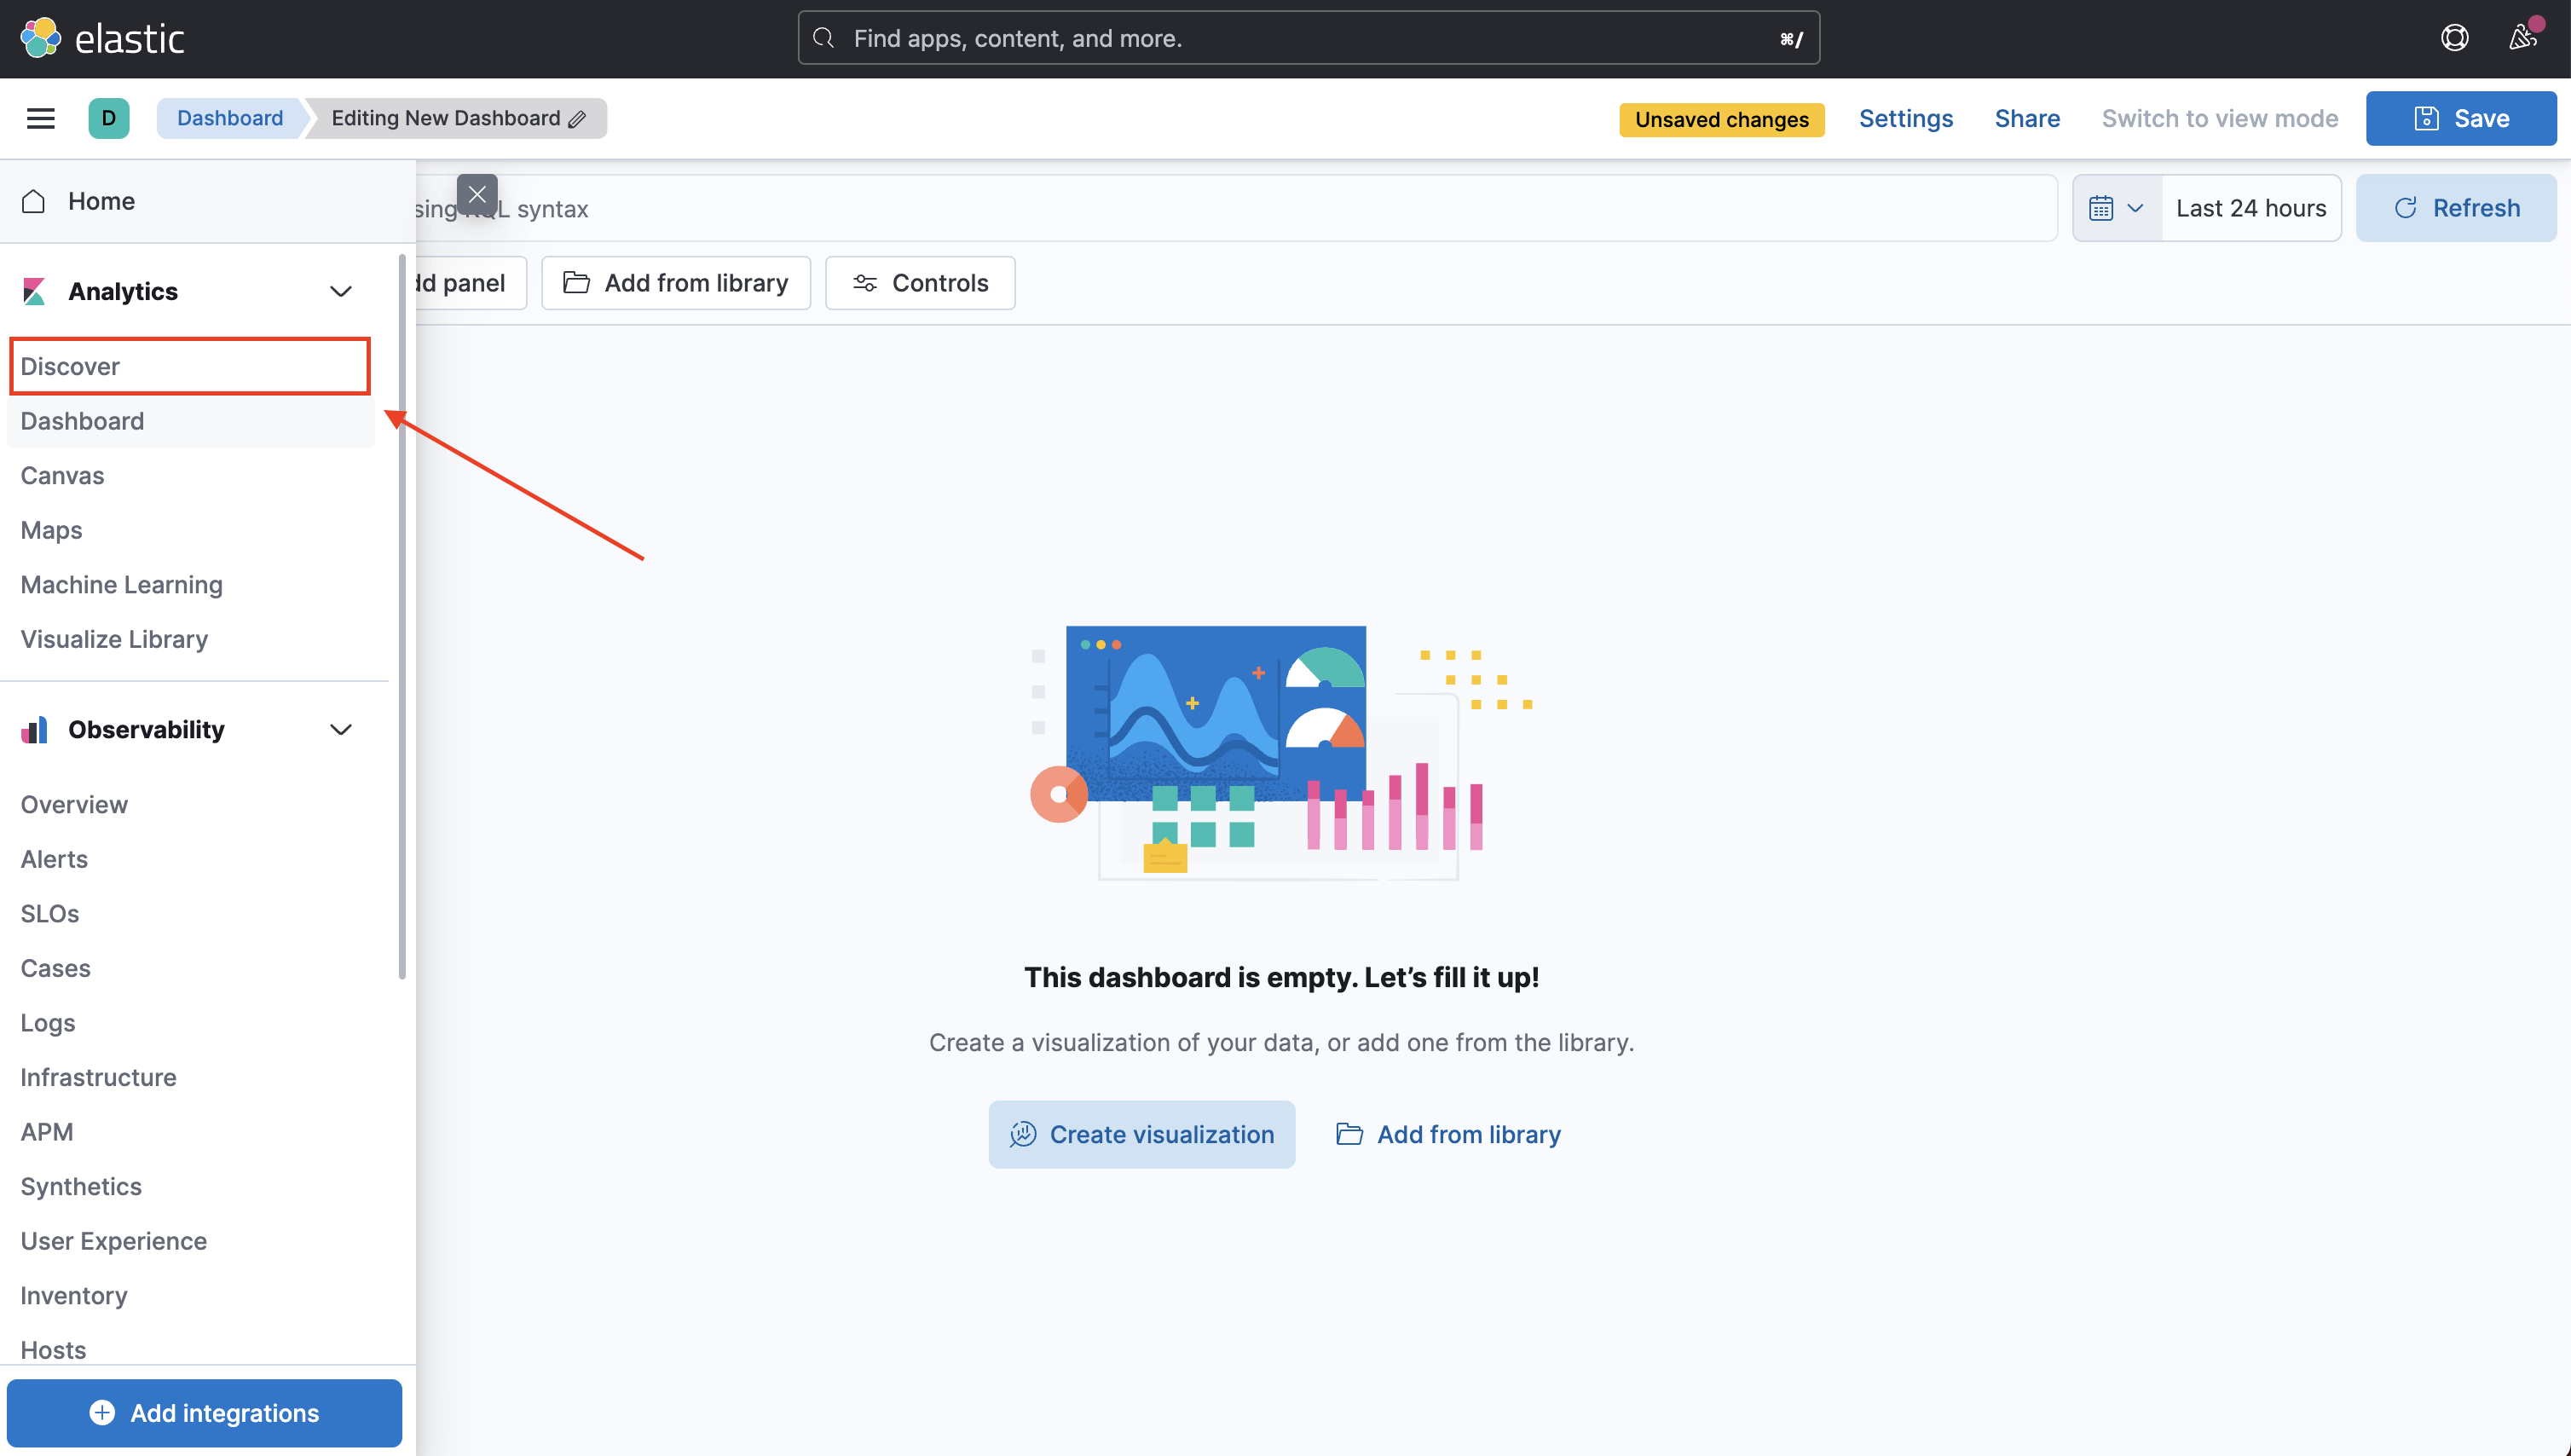 elastic
Find apps, content, and more.
⌘/
D
Dashboard
Editing New Dashboard
Unsaved changes
Settings
Share
Switch to view mode
Save
Home
sing KQL syntax
Last 24 hours
Refresh
Analytics
dd panel
Add from library
Controls
Discover
Dashboard
Canvas
Maps
Machine Learning
Visualize Library
Observability
Overview
Alerts
SLOs
Cases
Logs
Infrastructure
APM
Synthetics
User Experience
Inventory
Hosts
Add integrations
This dashboard is empty. Let’s fill it up!
Create a visualization of your data, or add one from the library.
Create visualization
Add from library